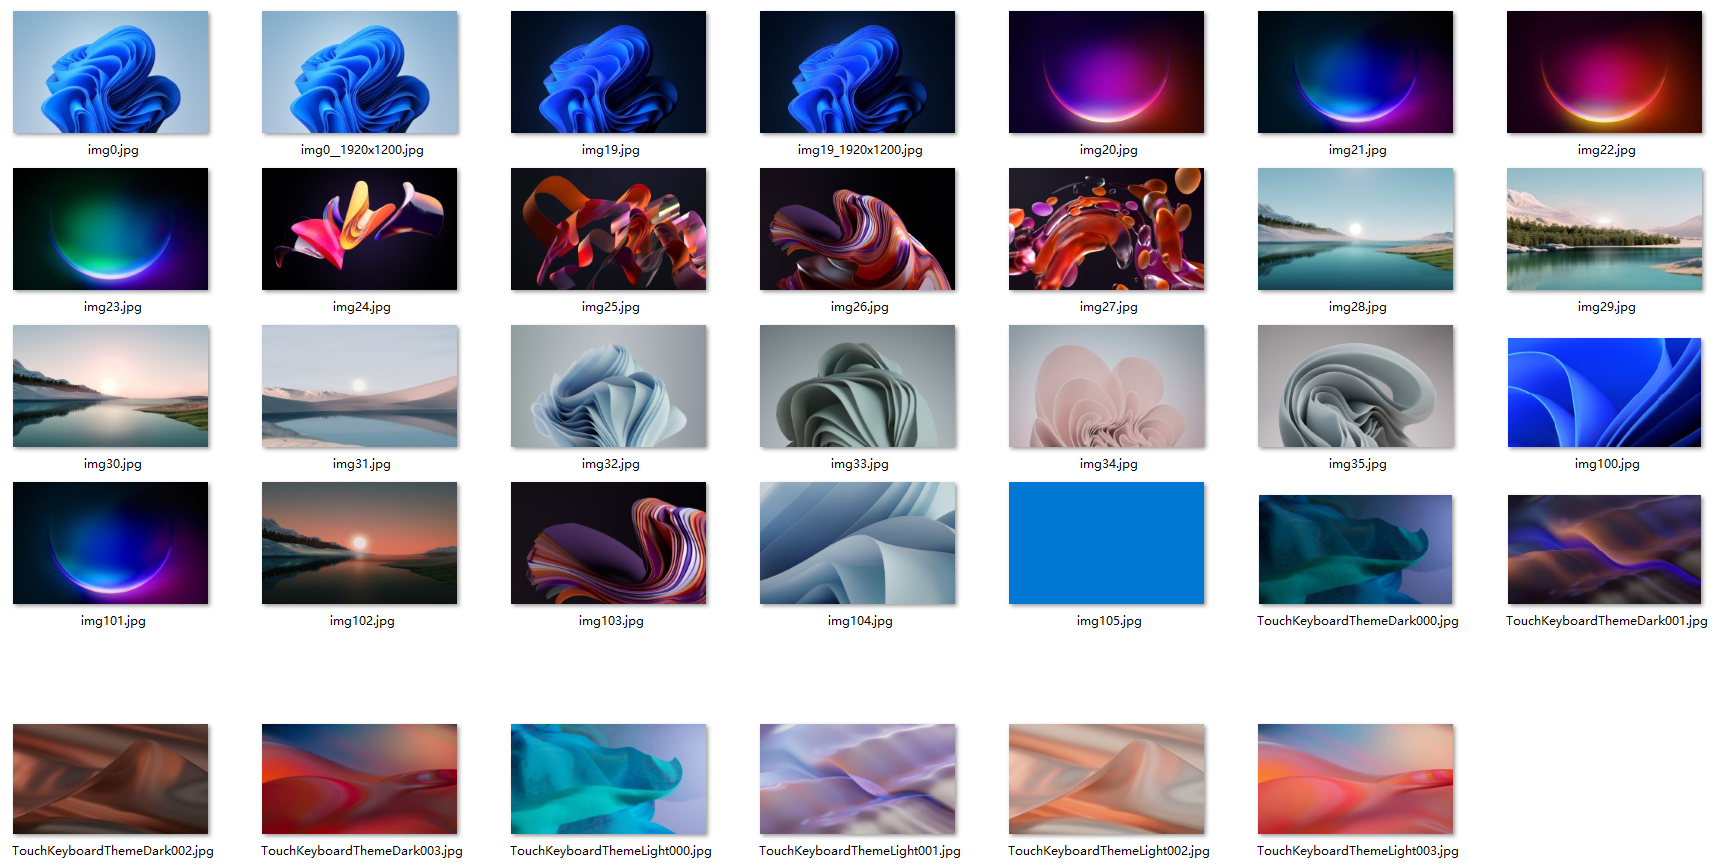 img0.jpg
img0__1920x1200.jpg
img19.jpg
img19_1920x1200.jpg
img20.jpg
img21.jpg
img22.jpg
img23.jpg
img24.jpg
img25.jpg
img26.jpg
img27.jpg
img28.jpg
img29.jpg
img30.jpg
img31.jpg
img32.jpg
img33.jpg
img34.jpg
img35.jpg
img100.jpg
img101.jpg
img102.jpg
img103.jpg
img104.jpg
img105.jpg
TouchKeyboardThemeDark000.jpg
TouchKeyboardThemeDark001.jpg
TouchKeyboardThemeDark002.jpg
TouchKeyboardThemeDark003.jpg
TouchKeyboardThemeLight000.jpg
TouchKeyboardThemeLight001.jpg
TouchKeyboardThemeLight002.jpg
TouchKeyboardThemeLight003.jpg